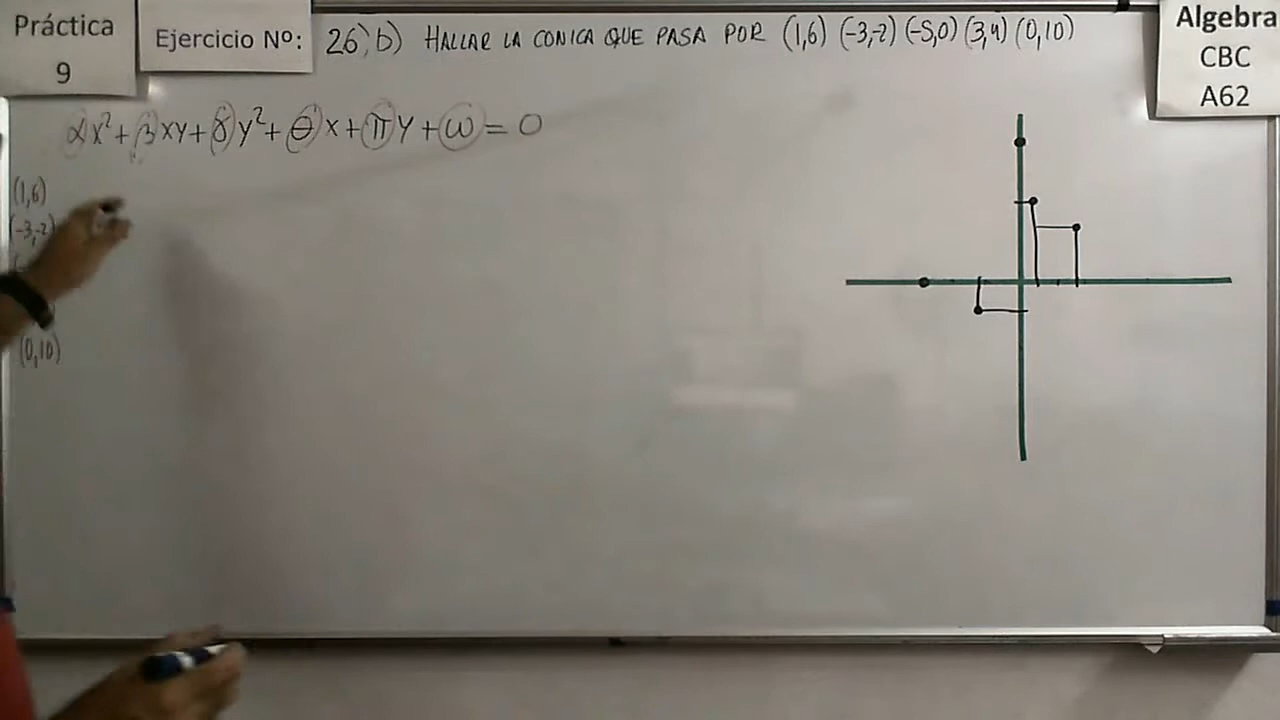 Práctica
9
Ejercicio Nº:
26) b) HALLAR LA CONICA QUE PASA POR (1,6) (-3,-2) (-5,0) (3,4) (0,10)
Algebra
CBC
A62
αx² + βxy + γy² + θx + πy + ω = 0
(1,6)
(-3,-2)
(0,10)